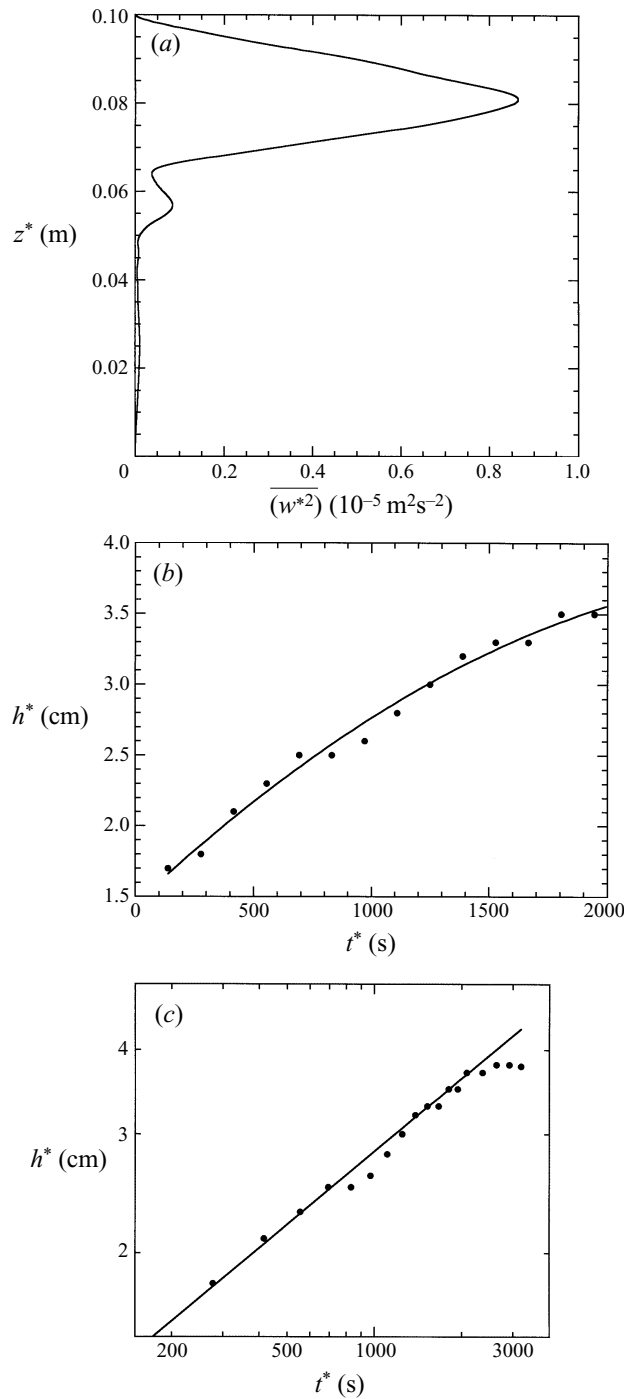 0.10
(a)
0.08
0.06
z* (m)
0.04
0.02
0 0.2 0.4 0.6 0.8 1.0
(w*2) (10–5 m2s–2)
4.0
(b)
3.5
3.0
h* (cm)
2.5
2.0
1.5
0 500 1000 1500 2000
t* (s)
(c)
4
3
h* (cm)
2
200 500 1000 3000
t* (s)